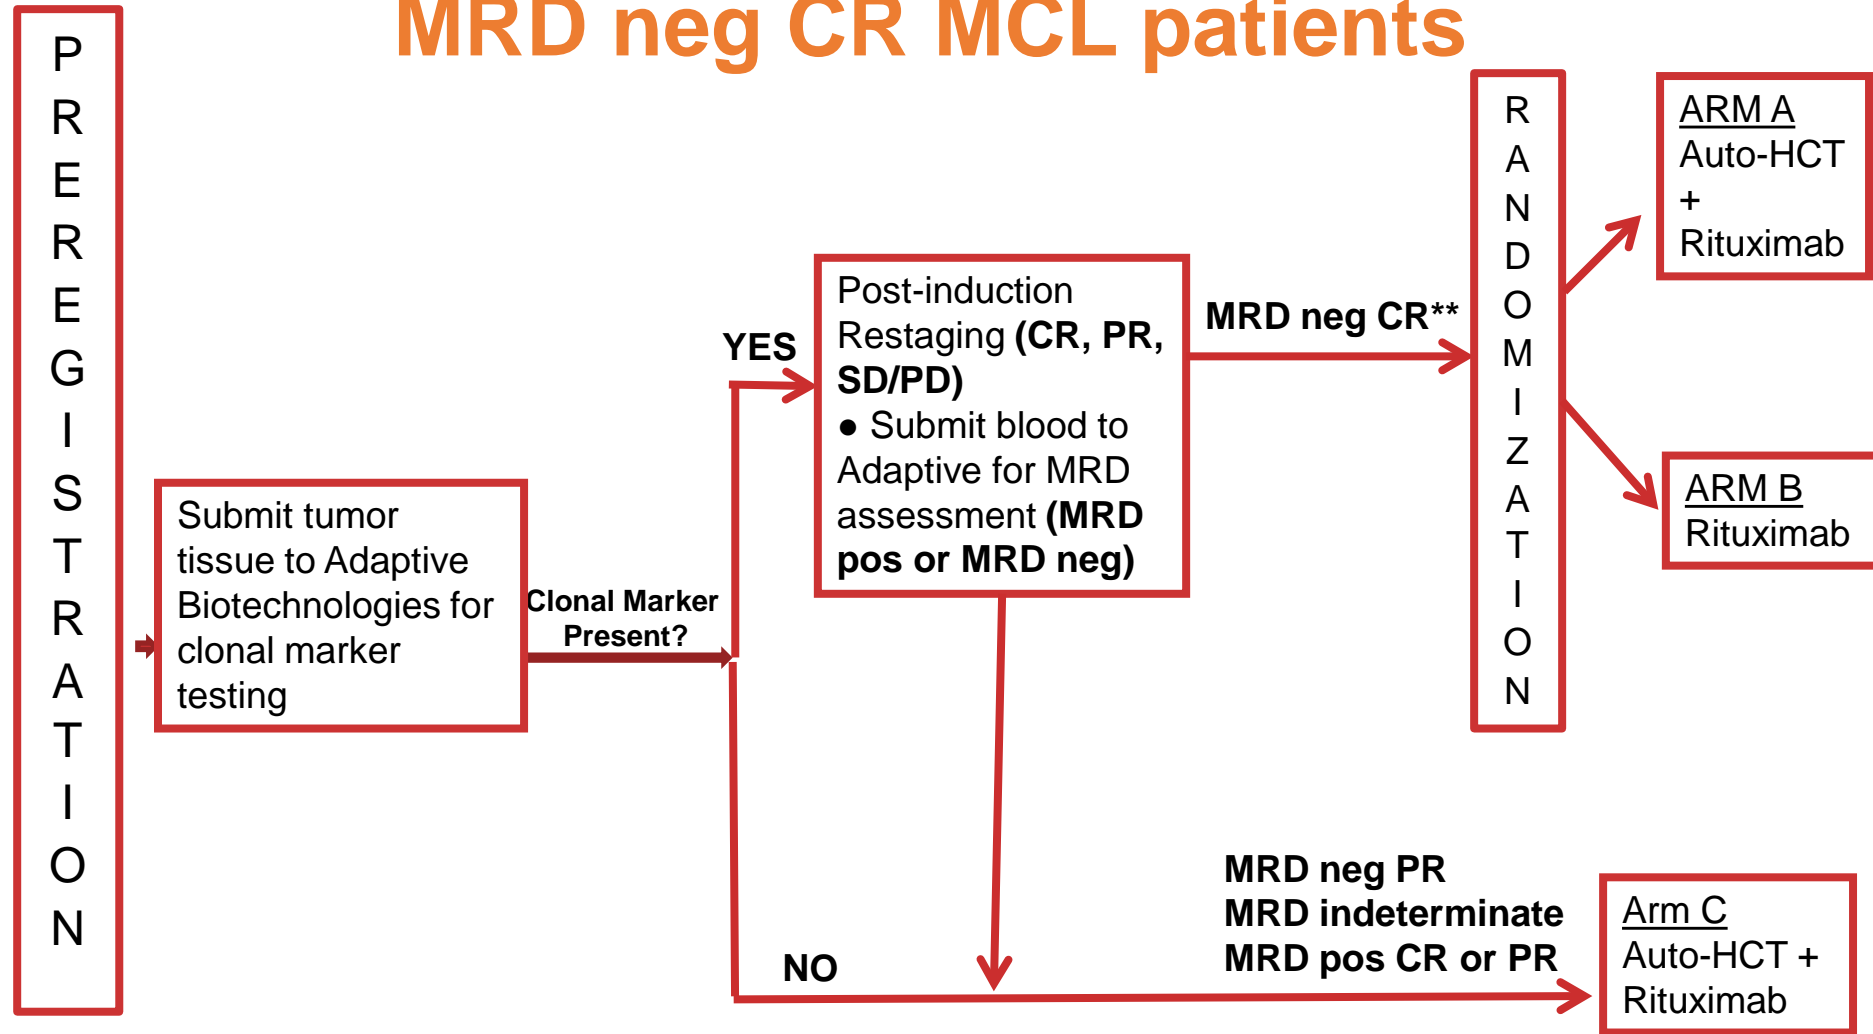 MRD neg CR MCL patients
P
R
E
R
E
G
I
S
T
R
A
T
I
O
N
Submit tumor
tissue to Adaptive
Biotechnologies for
clonal marker
testing
Clonal Marker
Present?
YES
NO
Post-induction
Restaging (CR, PR,
SD/PD)
● Submit blood to
Adaptive for MRD
assessment (MRD
pos or MRD neg)
MRD neg CR**
R
A
N
D
O
M
I
Z
A
T
I
O
N
ARM A
Auto-HCT
+
Rituximab
ARM B
Rituximab
MRD neg PR
MRD indeterminate
MRD pos CR or PR
Arm C
Auto-HCT +
Rituximab